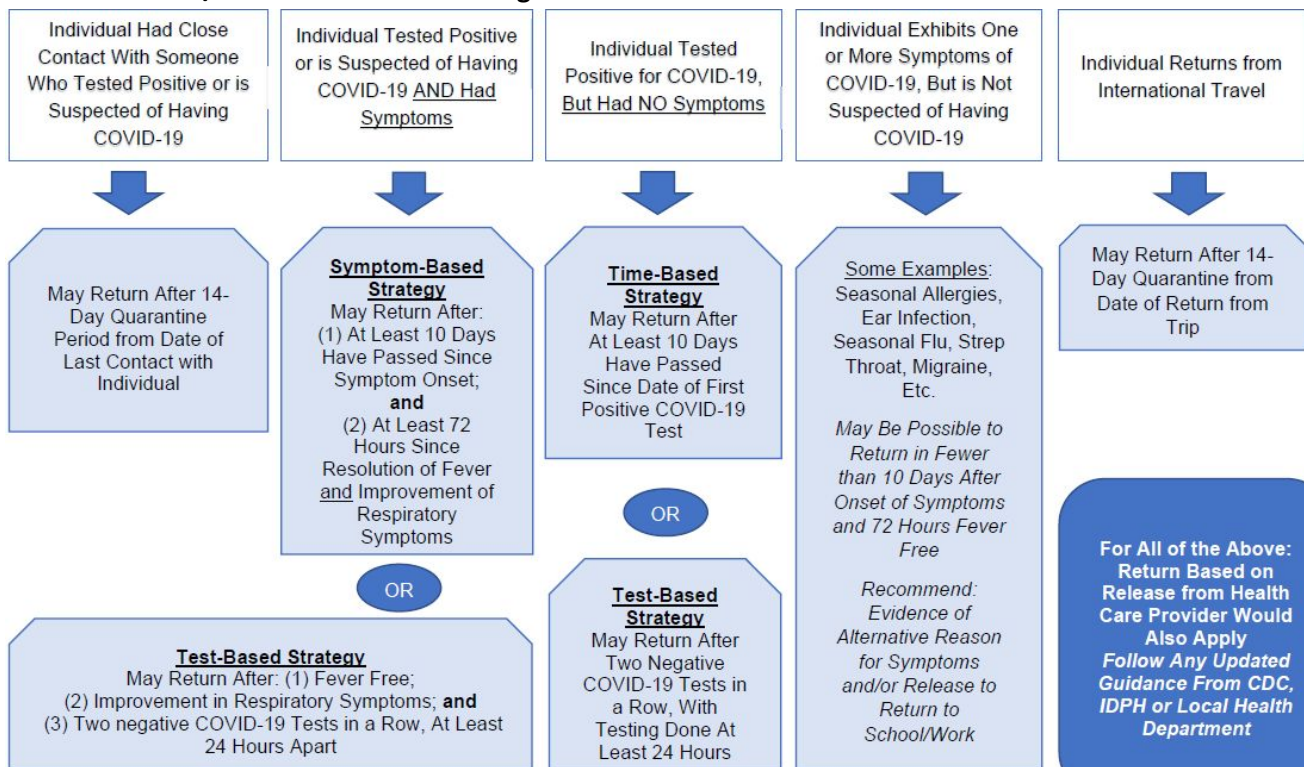 Individual Had Close
Contact With Someone
Who Tested Positive or is
Suspected of Having
COVID-19
Individual Tested Positive
or is Suspected of Having
COVID-19 AND Had
Symptoms
Individual Tested
Positive for COVID-19,
But Had NO Symptoms
Individual Exhibits One
or More Symptoms of
COVID-19, But is Not
Suspected of Having
COVID-19
Individual Returns from
International Travel
May Return After 14-
Day Quarantine
Period from Date of
Last Contact with
Individual
Symptom-Based
Strategy
May Return After:
(1) At Least 10 Days
Have Passed Since
Symptom Onset;
and
(2) At Least 72
Hours Since
Resolution of Fever
and Improvement of
Respiratory
Symptoms
OR
Test-Based Strategy
May Return After: (1) Fever Free;
(2) Improvement in Respiratory Symptoms; and
(3) Two negative COVID-19 Tests in a Row, At Least
24 Hours Apart
Time-Based
Strategy
May Return After
At Least 10 Days
Have Passed
Since Date of First
Positive COVID-19
Test
OR
Test-Based
Strategy
May Return After
Two Negative
COVID-19 Tests in
a Row, With
Testing Done At
Least 24 Hours
Some Examples:
Seasonal Allergies,
Ear Infection,
Seasonal Flu, Strep
Throat, Migraine,
Etc.
May Be Possible to
Return in Fewer
than 10 Days After
Onset of Symptoms
and 72 Hours Fever
Free
Recommend:
Evidence of
Alternative Reason
for Symptoms
and/or Release to
Return to
School/Work
May Return After 14-
Day Quarantine from
Date of Return from
Trip
For All of the Above:
Return Based on
Release from Health
Care Provider Would
Also Apply
Follow Any Updated
Guidance From CDC,
IDPH or Local Health
Department